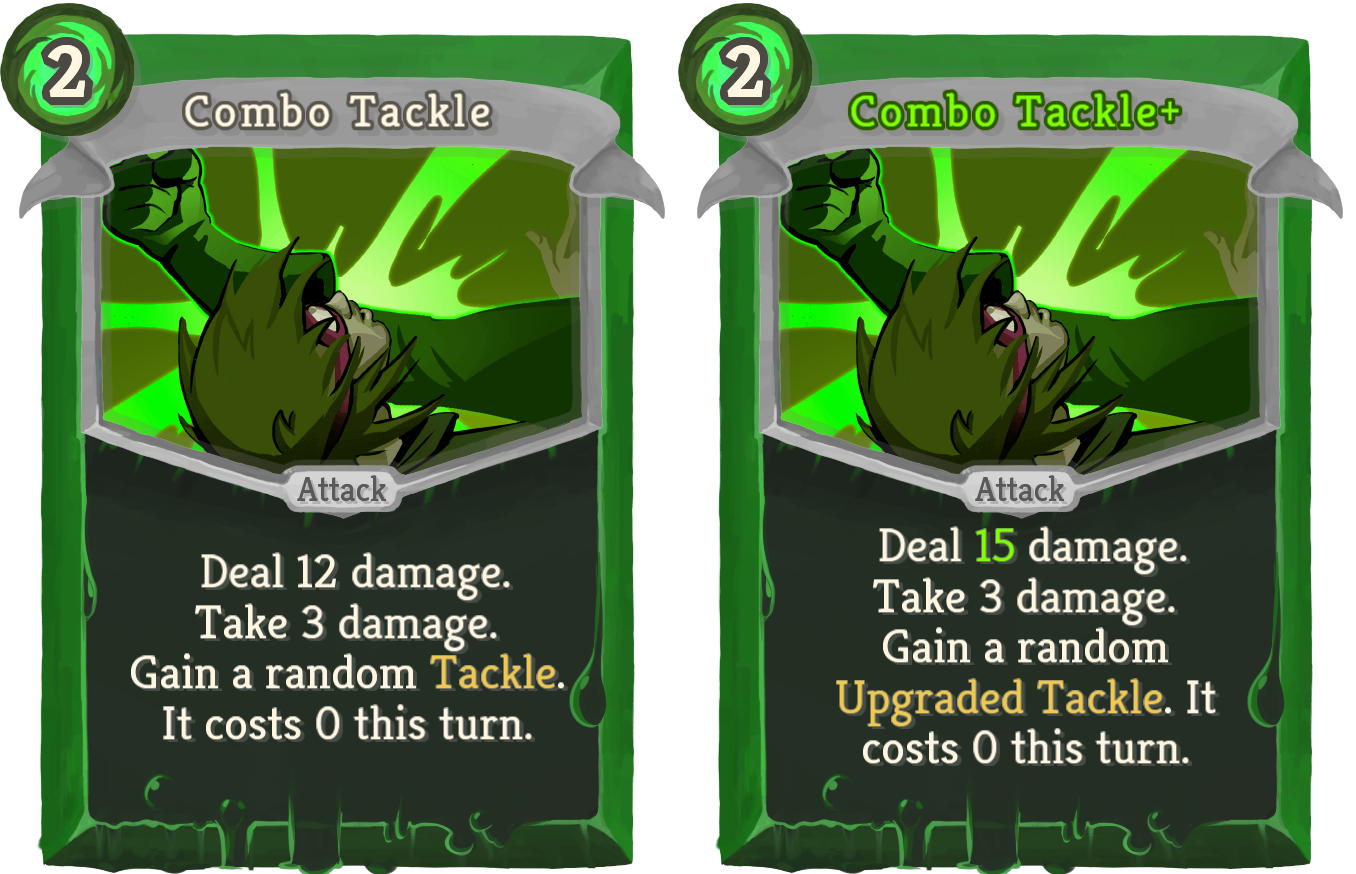 2
Combo Tackle
Attack
Deal 12 damage.
Take 3 damage.
Gain a random Tackle.
It costs 0 this turn.
2
Combo Tackle+
Attack
Deal 15 damage.
Take 3 damage.
Gain a random
Upgraded Tackle. It
costs 0 this turn.